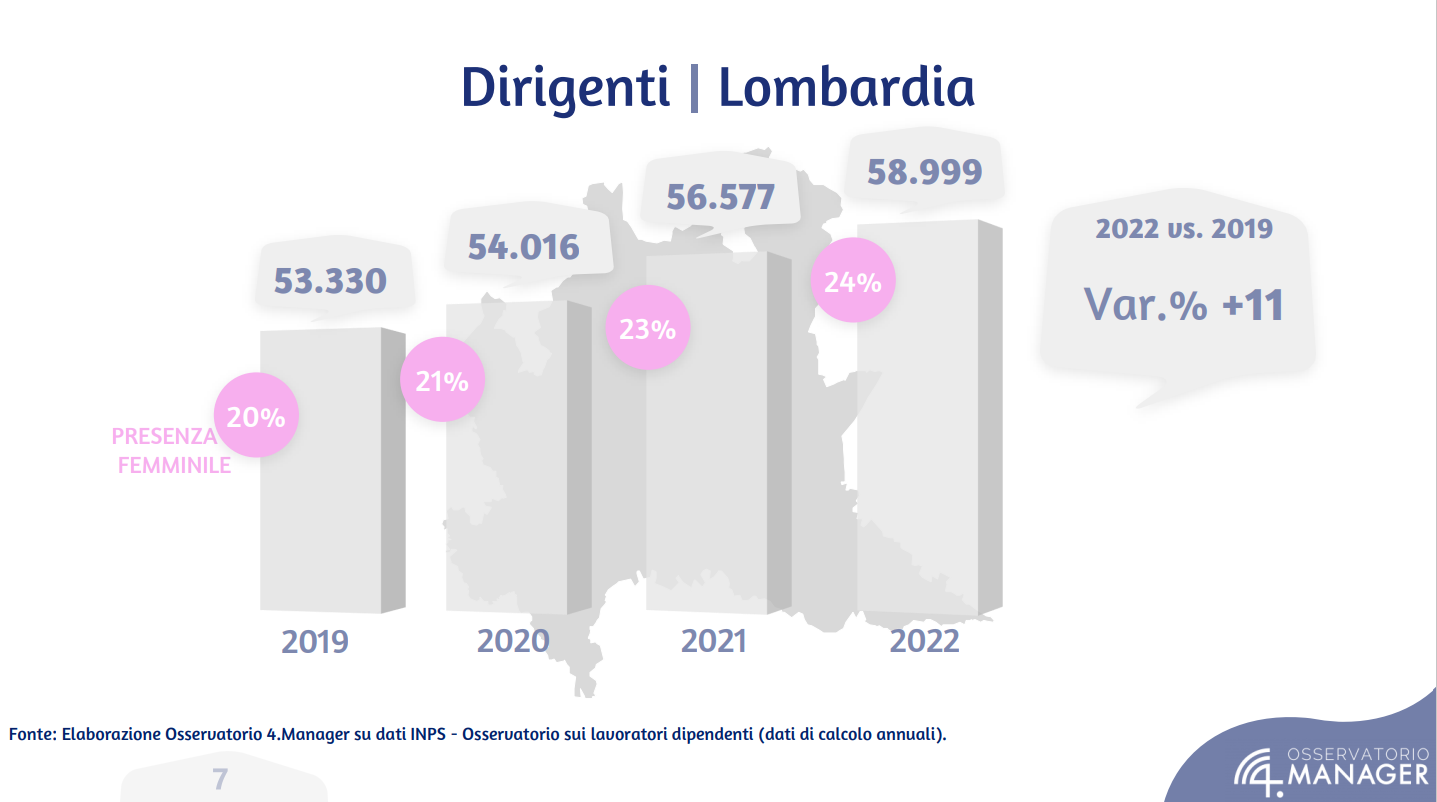 Dirigenti | Lombardia
53.330
54.016
56.577
58.999
2022 vs. 2019
Var.% +11
20%
21%
23%
24%
PRESENZA
FEMMINILE
2019
2020
2021
2022
Fonte: Elaborazione Osservatorio 4.Manager su dati INPS - Osservatorio sui lavoratori dipendenti (dati di calcolo annuali).
7
OSSERVATORIO
4.MANAGER